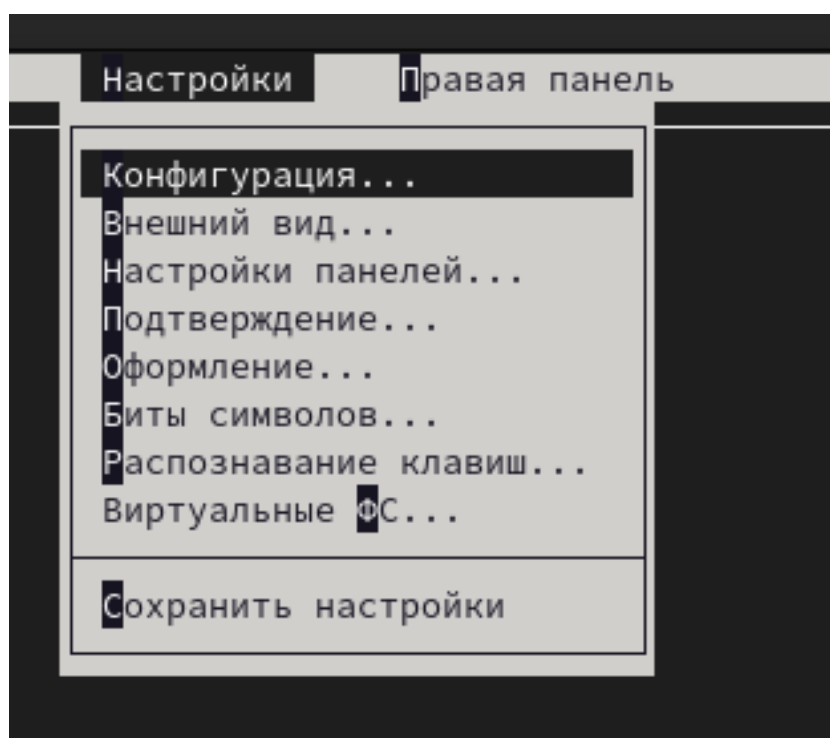 Настройки Правая панель
Конфигурация...
Внешний вид...
Настройки панелей...
Подтверждение...
Оформление...
Биты символов...
Распознавание клавиш...
Виртуальные ФС...
Сохранить настройки